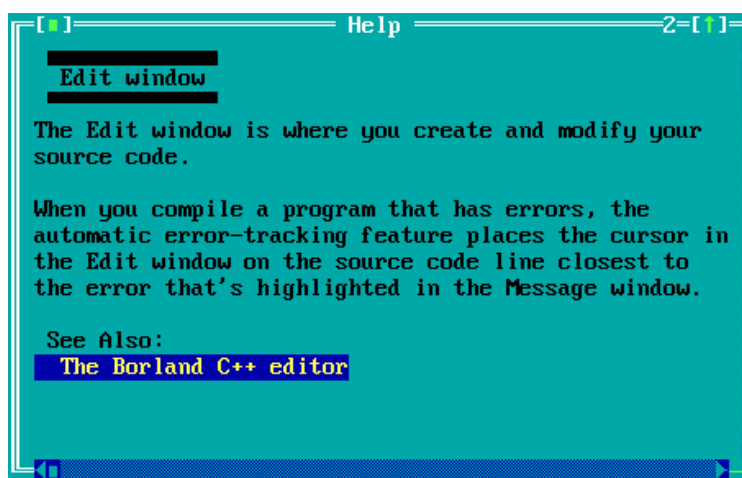 [■] Help 2=[↑]
Edit window
The Edit window is where you create and modify your
source code.
When you compile a program that has errors, the
automatic error-tracking feature places the cursor in
the Edit window on the source code line closest to
the error that's highlighted in the Message window.
See Also:
The Borland C++ editor